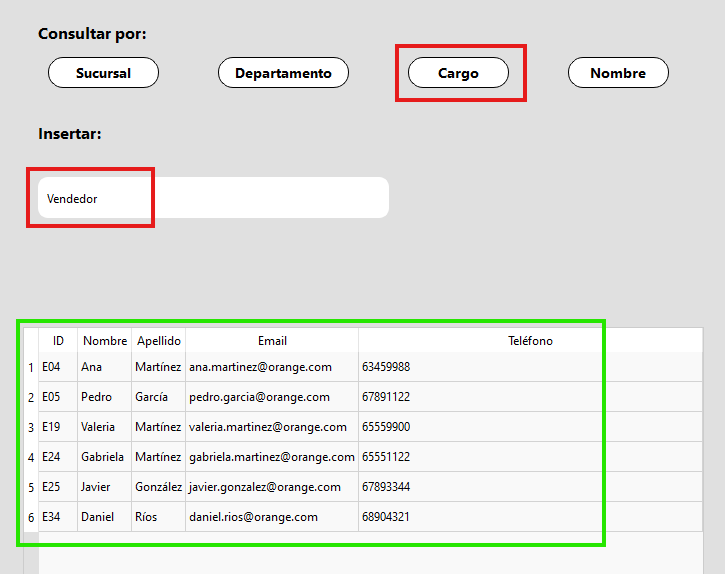 Consultar por:
Sucursal Departamento Cargo Nombre
Insertar:
Vendedor
ID Nombre Apellido Email Teléfono
1 E04 Ana Martínez ana.martinez@orange.com 63459988
2 E05 Pedro García pedro.garcia@orange.com 67891122
3 E19 Valeria Martínez valeria.martinez@orange.com 65559900
4 E24 Gabriela Martínez gabriela.martinez@orange.com 65551122
5 E25 Javier González javier.gonzalez@orange.com 67893344
6 E34 Daniel Ríos daniel.rios@orange.com 68904321